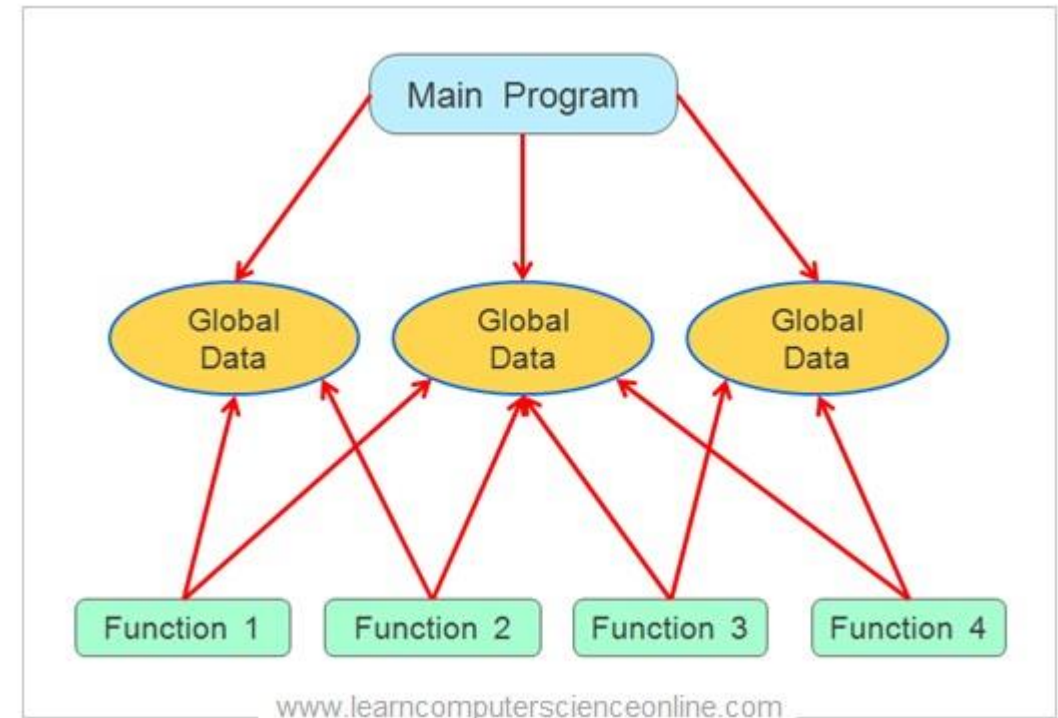 Main Program
Global
Data
Global
Data
Global
Data
Function 1
Function 2
Function 3
Function 4
www.learncomputerscienceonline.com